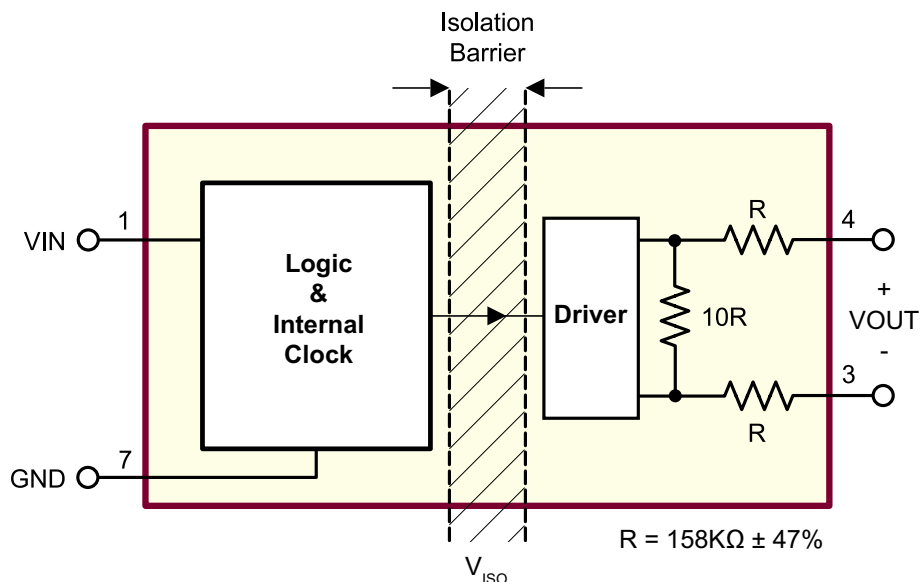 Isolation
Barrier
VIN
1
Logic
&
Internal
Clock
7
GND
Driver
R
10R
R
4
+
VOUT
-
3
R = 158KΩ ± 47%
VISO